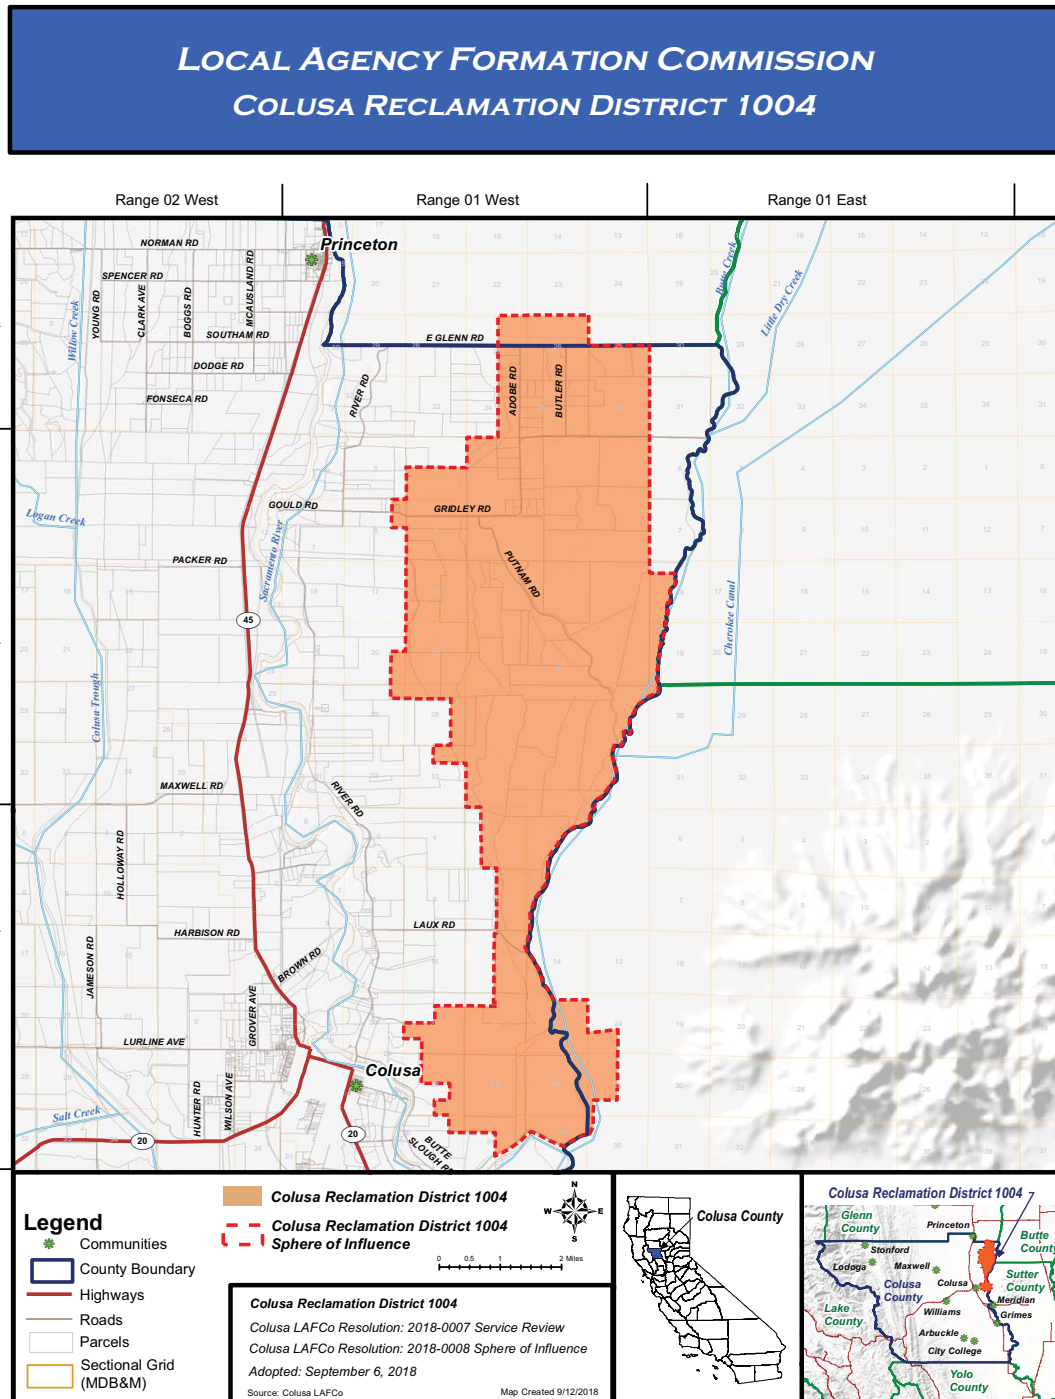 LOCAL AGENCY FORMATION COMMISSION
COLUSA RECLAMATION DISTRICT 1004
Range 02 West
Range 01 West
Range 01 East
Princeton
NORMAN RD
SPENCER RD
YOUNG RD
CLARK AVE
BOGGS RD
MCAUSLAND RD
SOUTHAM RD
DODGE RD
FONSECA RD
Willow Creek
E GLENN RD
RIVER RD
ADOBE RD
BUTLER RD
Butte Creek
Little Dry Creek
Logan Creek
GOULD RD
GRIDLEY RD
PACKER RD
Sacramento River
PUTNAM RD
45
Cherokee Canal
Colusa Trough
MAXWELL RD
RIVER RD
HOLLOWAY RD
HARBISON RD
LAUX RD
JAMESON RD
BROWN RD
GROVER AVE
LURLINE AVE
Colusa
HUNTER RD
WILSON AVE
Salt Creek
20
20
BUTTE
SLOUGH RD
Legend
Communities
County Boundary
Highways
Roads
Parcels
Sectional Grid
(MDB&M)
Colusa Reclamation District 1004
Colusa Reclamation District 1004
Sphere of Influence
N
W
E
S
0
0.5
1
2 Miles
Colusa Reclamation District 1004
Colusa LAFCo Resolution: 2018-0007 Service Review
Colusa LAFCo Resolution: 2018-0008 Sphere of Influence
Adopted: September 6, 2018
Source: Colusa LAFCo
Map Created 9/12/2018
Colusa County
Colusa Reclamation District 1004
Glenn
County
Princeton
Butte
County
Stonford
Lodoga
Maxwell
Colusa
County
Colusa
Sutter
County
Lake
County
Williams
Meridian
Grimes
Arbuckle
City College
Yolo
County